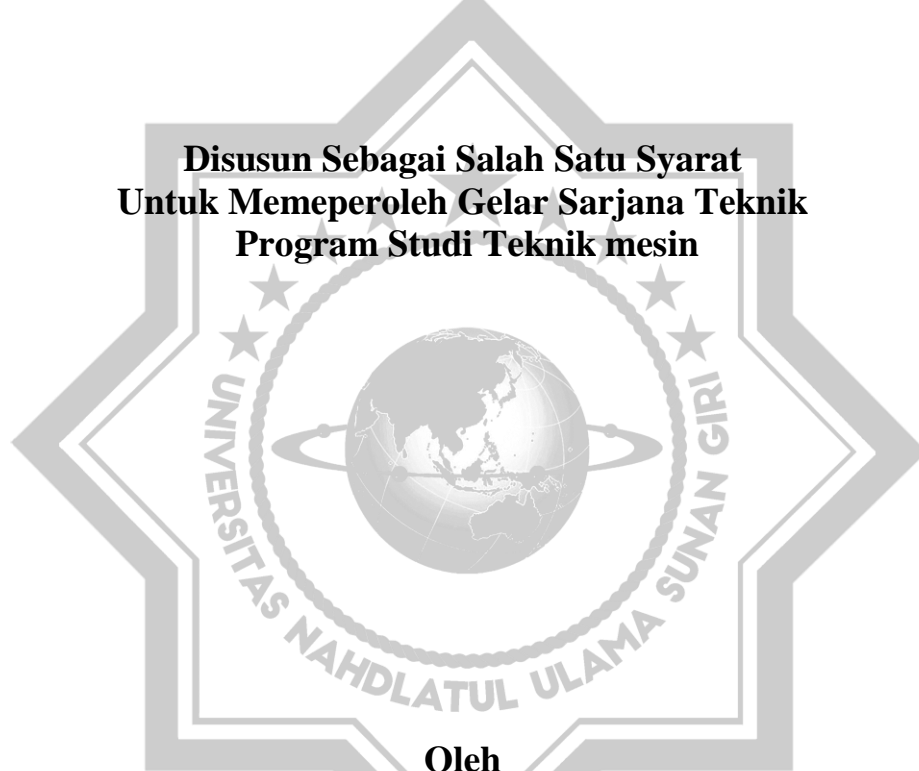 Disusun Sebagai Salah Satu Syarat
Untuk Memeperoleh Gelar Sarjana Teknik
Program Studi Teknik mesin
UNIVERSITAS NAHDLATUL ULAMA SUNAN GIRI
Oleh